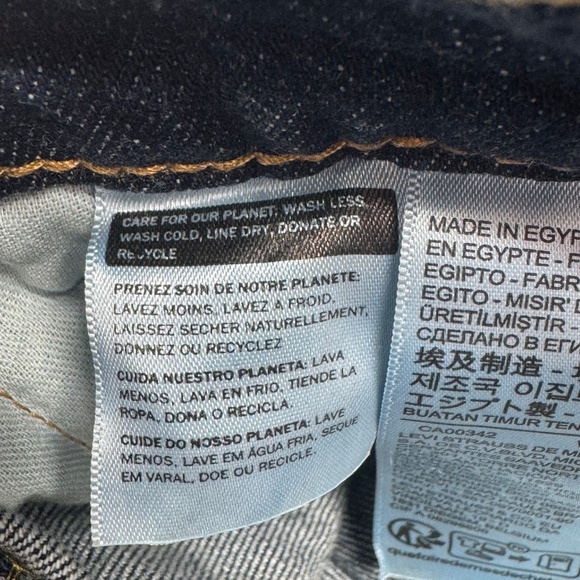 CARE FOR OUR PLANET: WASH LESS
WASH COLD, LINE DRY, DONATE OR
RECYCLE
PRENEZ SOIN DE NOTRE PLANETE:
LAVEZ MOINS, LAVEZ A FROID,
LAISSEZ SECHER NATURELLEMENT,
DONNEZ OU RECYCLEZ
CUIDA NUESTRO PLANETA: LAVA
MENOS, LAVA EN FRIO, TIENDE LA
ROPA, DONA O RECICLA.
CUIDE DO NOSSO PLANETA: LAVE
MENOS, LAVE EM ÁGUA FRIA, SEQUE
EM VARAL, DOE OU RECICLE.
MADE IN EGYP
EN EGYPTE - F
EGIPTO - FABR
EGITO - MISIR'
ÜRETİLMİŞTİR -
СДЕЛАНО В ЕГИ
埃及制造 -
제조국 이집
エジプト製 -
BUATAN TIMUR TEN
CA00342
LEVI STRAUSS DE M